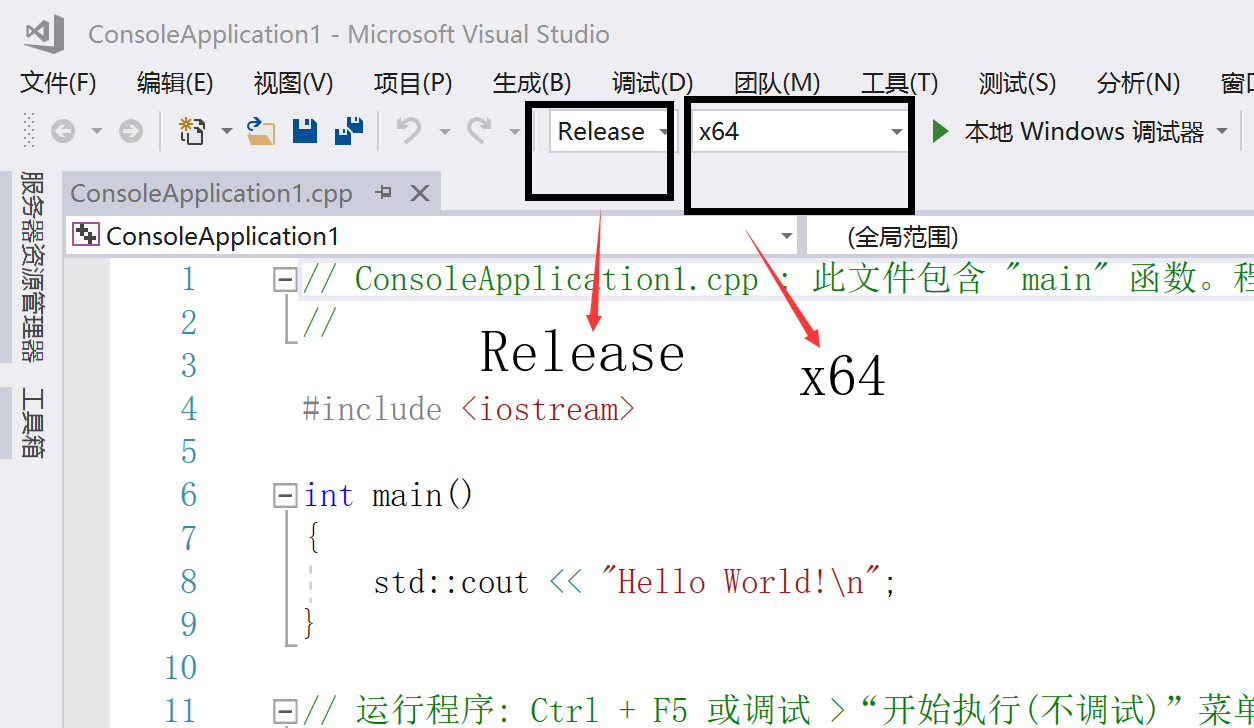 ConsoleApplication1 - Microsoft Visual Studio
文件(F) 编辑(E) 视图(V) 项目(P) 生成(B) 调试(D) 团队(M) 工具(T) 测试(S) 分析(N) 窗口
Release x64 本地 Windows 调试器
服务器资源管理器
工具箱
ConsoleApplication1.cpp
ConsoleApplication1 (全局范围)
1 // ConsoleApplication1.cpp : 此文件包含 "main" 函数。程
2 //
Release
x64
3
4 #include <iostream>
5
6 int main()
7 {
8 std::cout << "Hello World!\n";
9 }
10
11 // 运行程序: Ctrl + F5 或调试 >“开始执行(不调试)”菜单